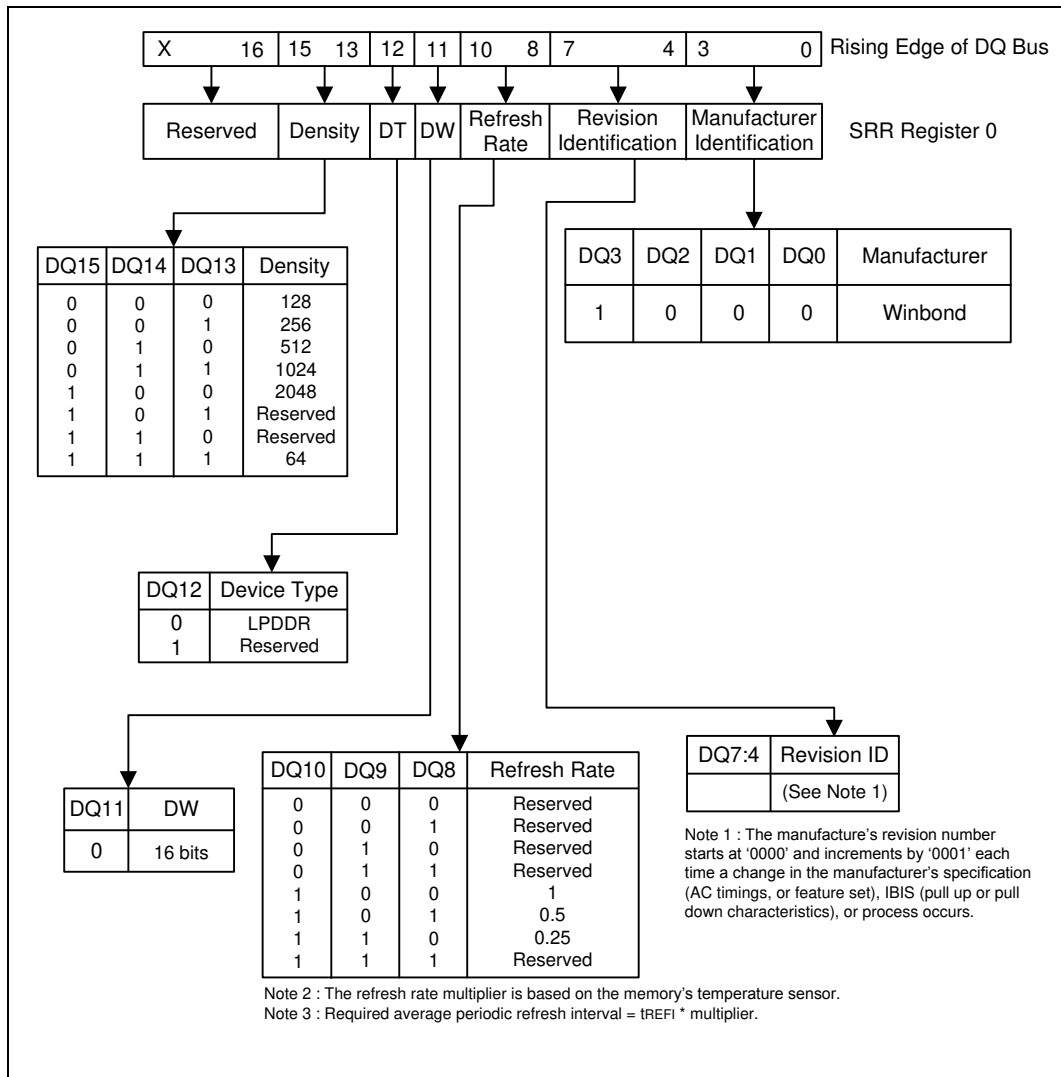 X 16 15 13 12 11 10 8 7 4 3 0 Rising Edge of DQ Bus
Reserved Density DT DW Refresh Rate Revision Identification Manufacturer Identification SRR Register 0
DQ15 DQ14 DQ13 Density
0 0 0 128
0 0 1 256
0 1 0 512
0 1 1 1024
1 0 0 2048
1 0 1 Reserved
1 1 0 Reserved
1 1 1 64
DQ3 DQ2 DQ1 DQ0 Manufacturer
1 0 0 0 Winbond
DQ12 Device Type
0 LPDDR
1 Reserved
DQ11 DW
0 16 bits
DQ10 DQ9 DQ8 Refresh Rate
0 0 0 Reserved
0 0 1 Reserved
0 1 0 Reserved
0 1 1 Reserved
1 0 0 1
1 0 1 0.5
1 1 0 0.25
1 1 1 Reserved
DQ7:4 Revision ID
(See Note 1)
Note 1 : The manufacture's revision number
starts at '0000' and increments by '0001' each
time a change in the manufacturer's specification
(AC timings, or feature set), IBIS (pull up or pull
down characteristics), or process occurs.
Note 2 : The refresh rate multiplier is based on the memory's temperature sensor.
Note 3 : Required average periodic refresh interval = tREFI * multiplier.